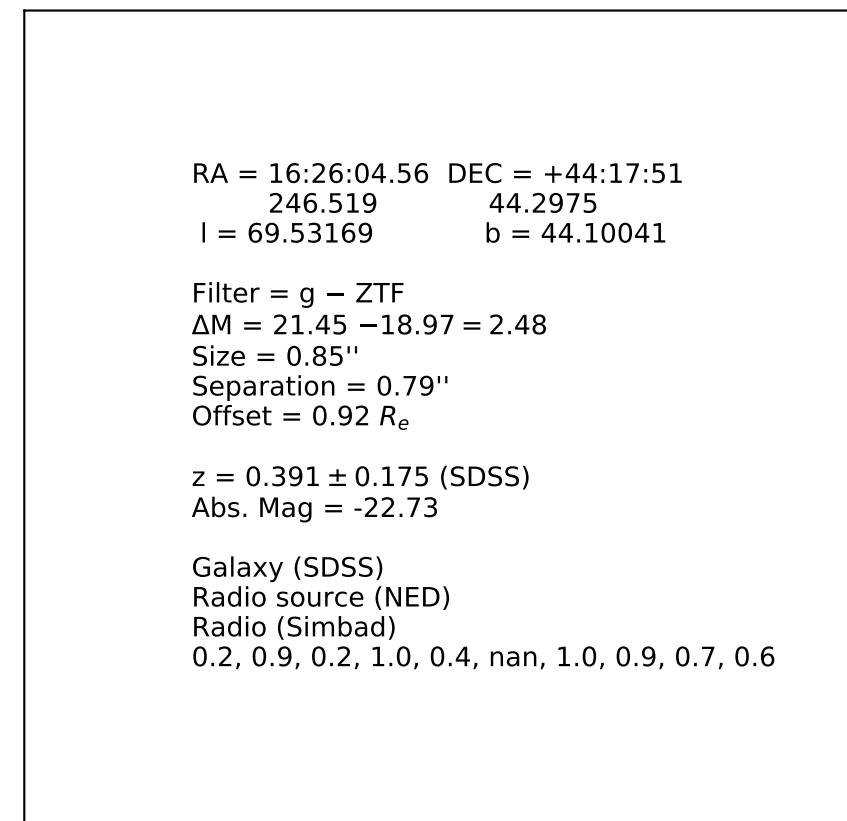 RA = 16:26:04.56  DEC = +44:17:51
246.519 44.2975
l = 69.53169 b = 44.10041
Filter = g − ZTF
ΔM = 21.45 −18.97 = 2.48
Size = 0.85''
Separation = 0.79''
Offset = 0.92 Rₑ
z = 0.391 ± 0.175 (SDSS)
Abs. Mag = -22.73
Galaxy (SDSS)
Radio source (NED)
Radio (Simbad)
0.2, 0.9, 0.2, 1.0, 0.4, nan, 1.0, 0.9, 0.7, 0.6